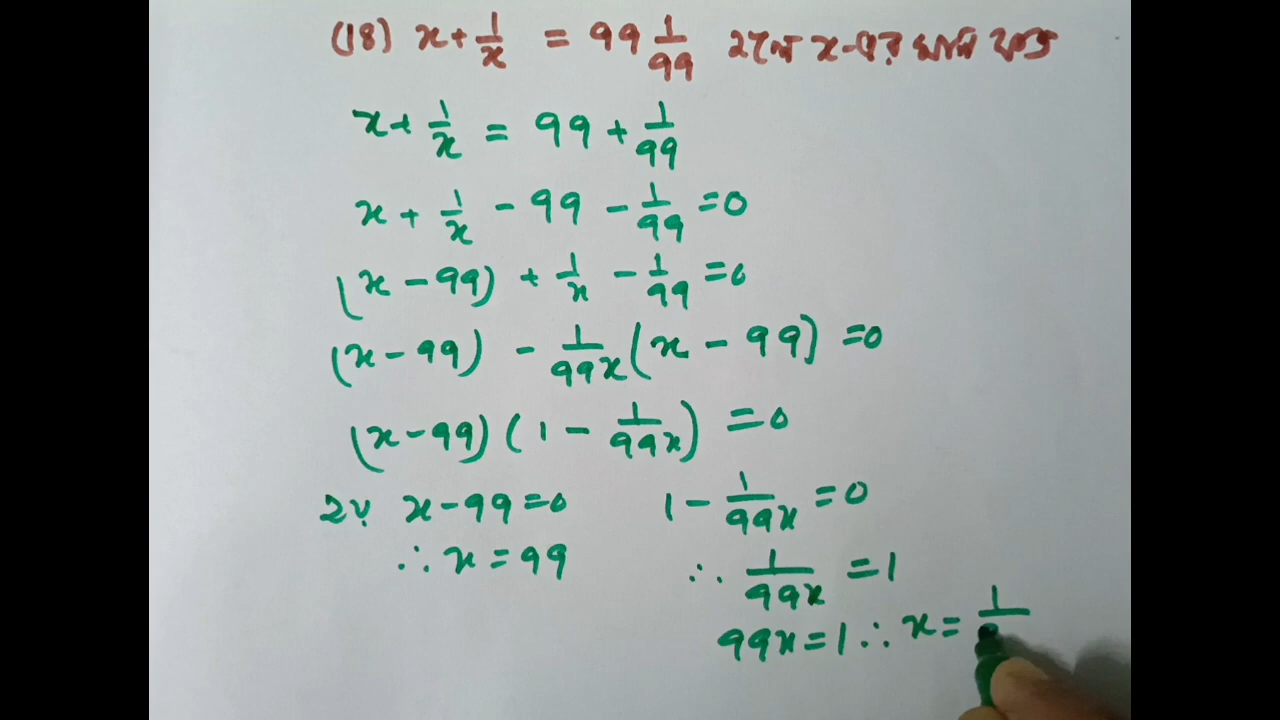 (18) x + 1/x = 99 1/99 হলে x-এর মান কত
x + 1/x = 99 + 1/99
x + 1/x - 99 - 1/99 = 0
(x - 99) + 1/x - 1/99 = 0
(x - 99) - 1/99x (x - 99) = 0
(x - 99) (1 - 1/99x) = 0
হয় x - 99 = 0 1 - 1/99x = 0
∴ x = 99 ∴ 1/99x = 1
99x = 1 ∴ x = 1/